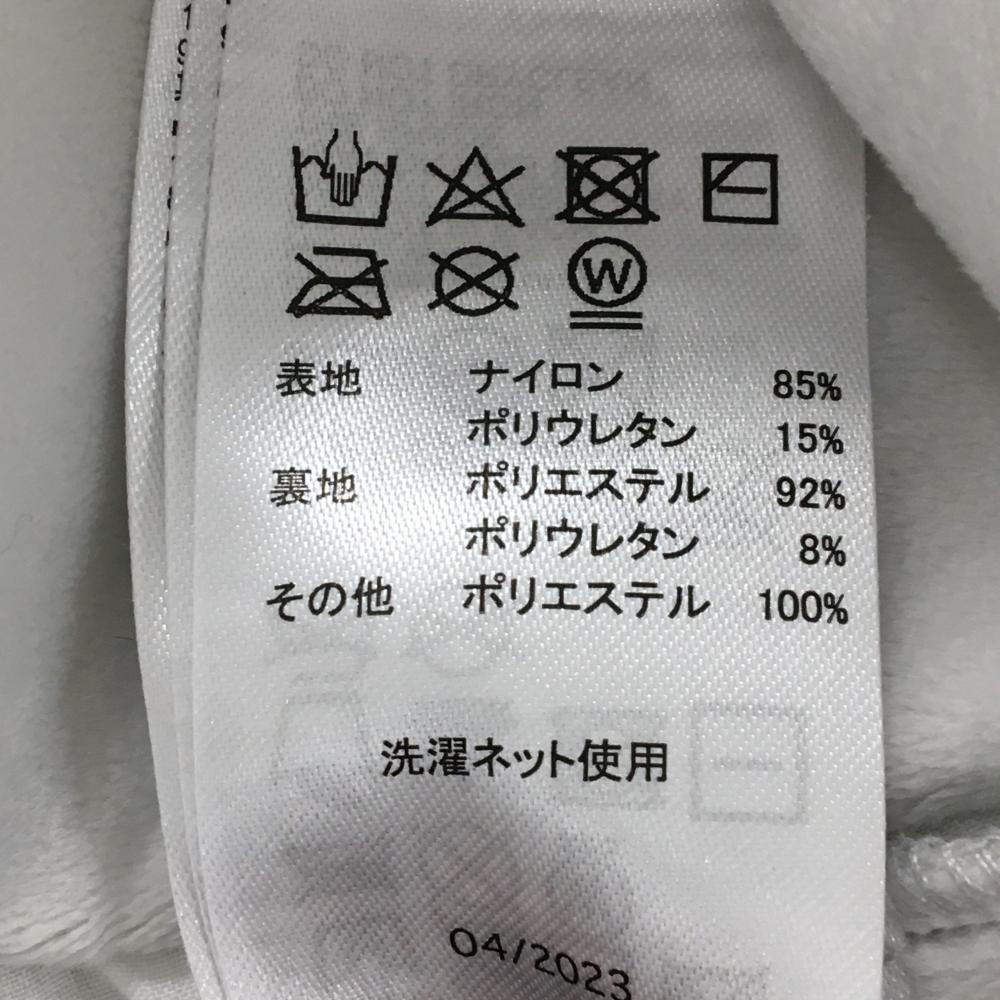 W
表地 ナイロン 85%
ポリウレタン 15%
裏地 ポリエステル 92%
ポリウレタン 8%
その他 ポリエステル 100%
洗濯ネット使用
04/2023